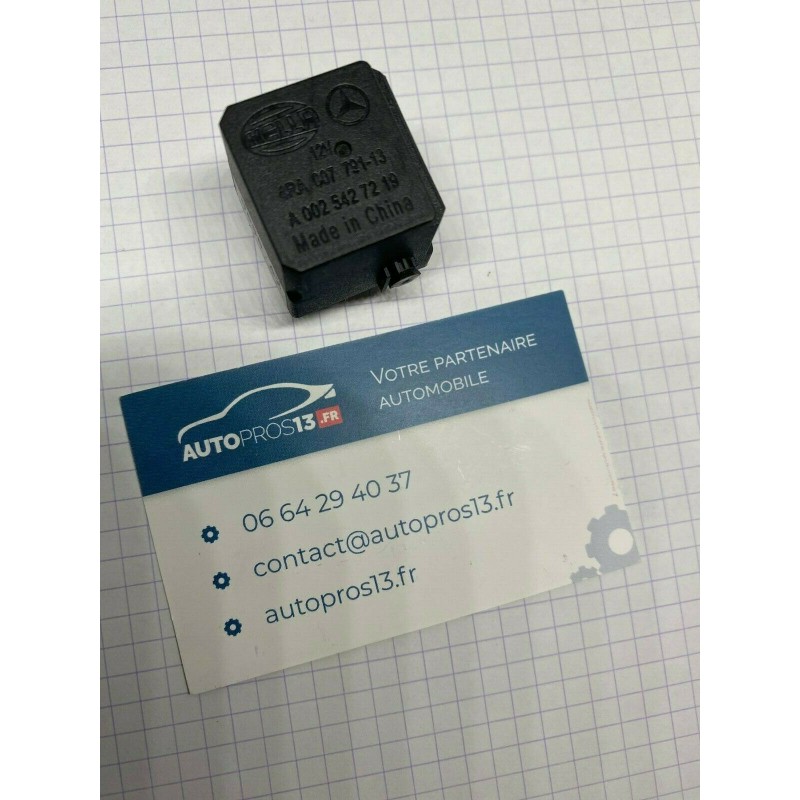 HELLA
12V
4RA 007 791-13
A 002 542 72 19
Made in China
AUTOPROS13.FR
VOTRE PARTENAIRE
AUTOMOBILE
06 64 29 40 37
contact@autopros13.fr
autopros13.fr